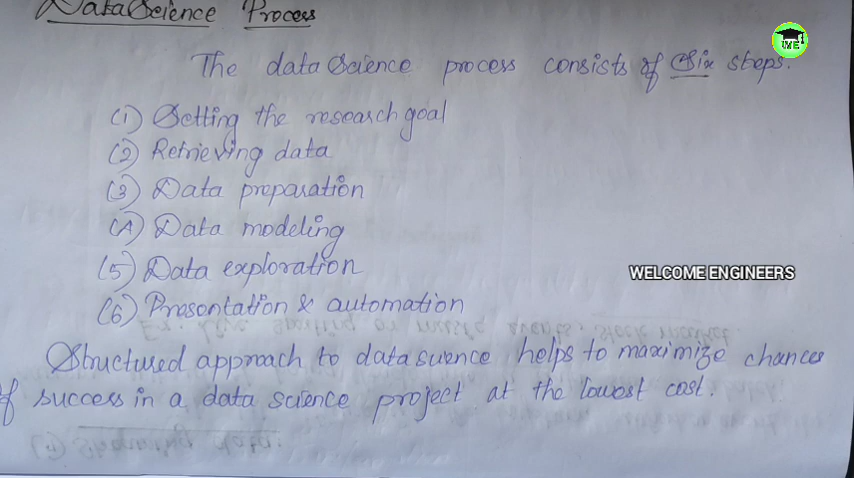 Data Science Process
IME
The data Science process consists of Six steps.
(1) Setting the research goal
(2) Retrieving data
(3) Data preparation
(4) Data modeling
(5) Data exploration
WELCOME ENGINEERS
(6) Presentation & automation
Structured approach to data science helps to maximize chances
of success in a data science project at the lowest cost.